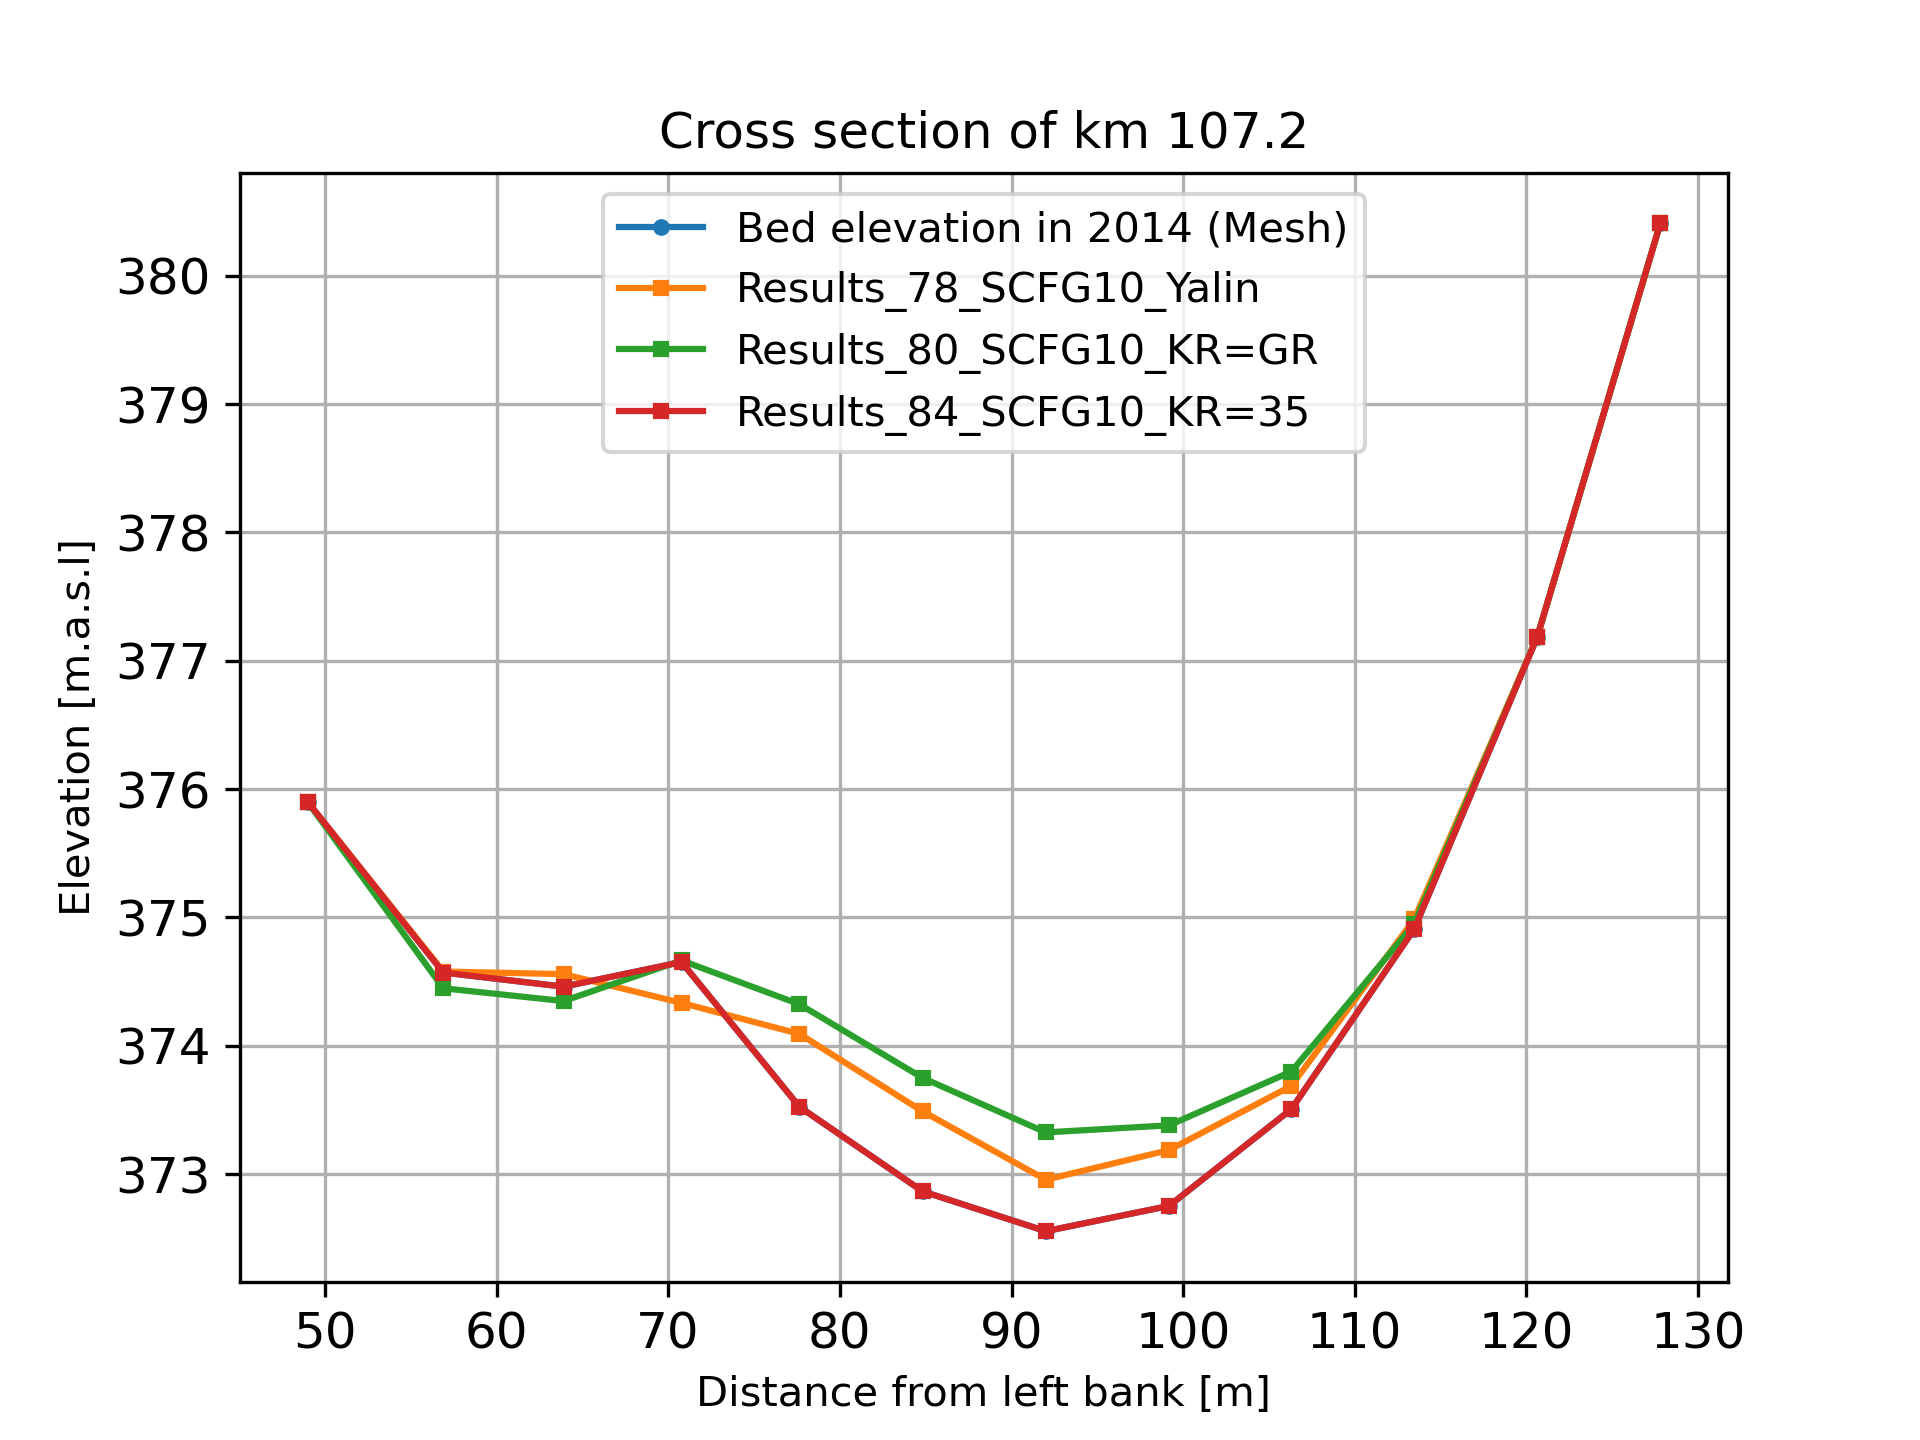 Cross section of km 107.2
Bed elevation in 2014 (Mesh)
Results_78_SCFG10_Yalin
Results_80_SCFG10_KR=GR
Results_84_SCFG10_KR=35
Elevation [m.a.s.l]
380
379
378
377
376
375
374
373
50 60 70 80 90 100 110 120 130
Distance from left bank [m]